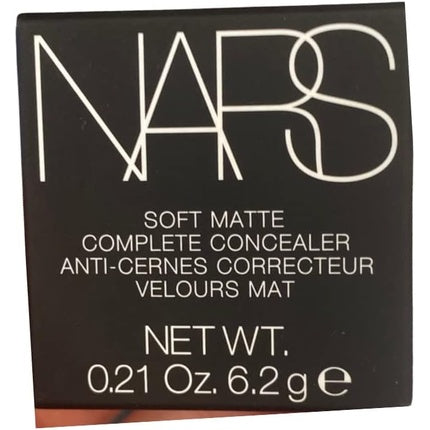 NARS
SOFT MATTE
COMPLETE CONCEALER
ANTI-CERNES CORRECTEUR
VELOURS MAT
NET WT.
0.21 Oz. 6.2 g ℮